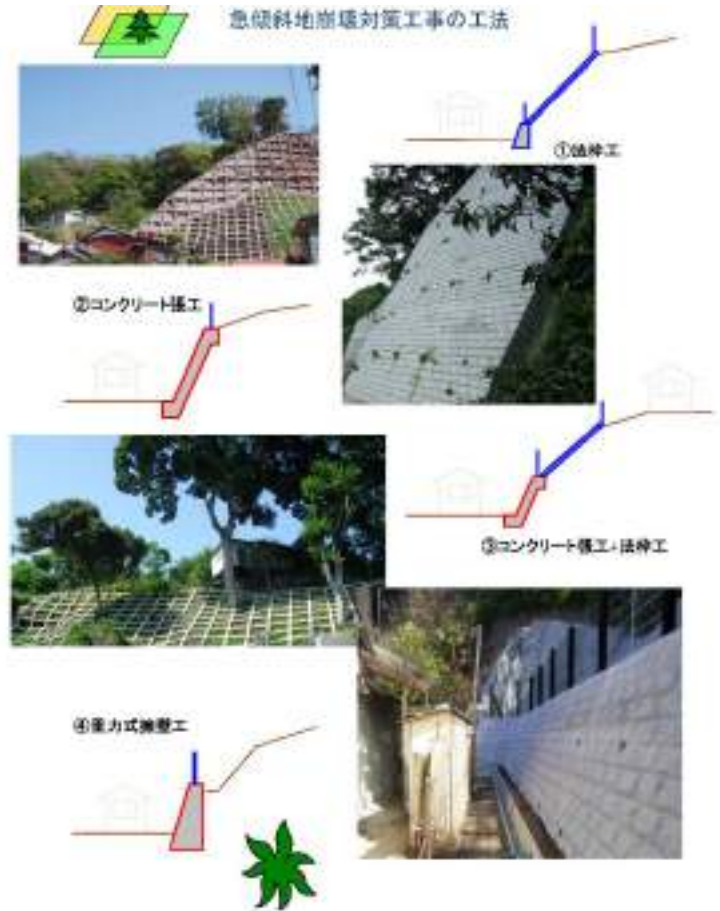 急傾斜地崩壊対策工事の工法
①法枠工
②コンクリート張工
③コンクリート張工+法枠工
④重力式擁壁工